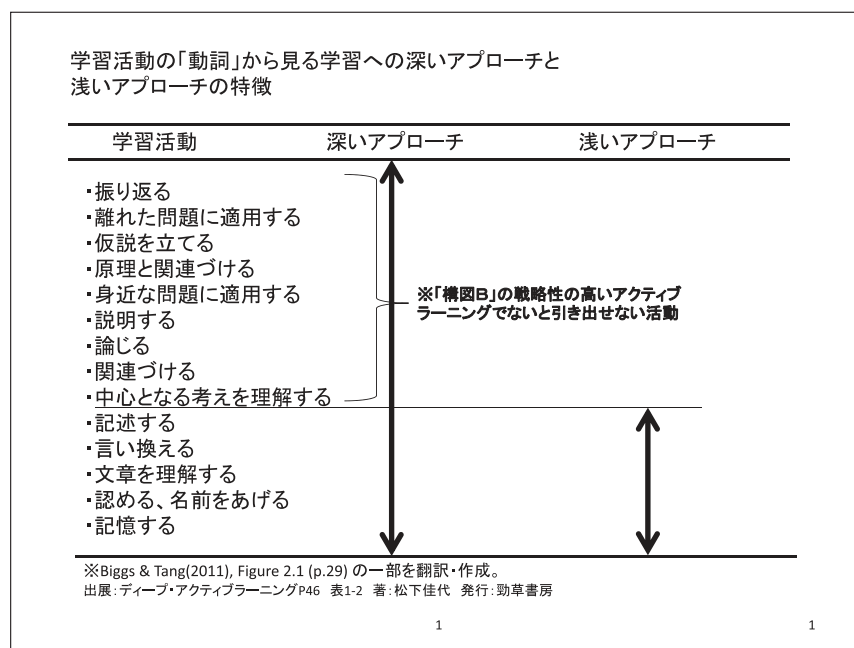 学習活動の「動詞」から見る学習への深いアプローチと
浅いアプローチの特徴
学習活動 深いアプローチ 浅いアプローチ
・振り返る
・離れた問題に適用する
・仮説を立てる
・原理と関連づける
・身近な問題に適用する
・説明する
・論じる
・関連づける
・中心となる考えを理解する
※「構図B」の戦略性の高いアクティブ
ラーニングでないと引き出せない活動
・記述する
・言い換える
・文章を理解する
・認める、名前をあげる
・記憶する
※Biggs & Tang(2011), Figure 2.1 (p.29) の一部を翻訳・作成。
出展：ディープ・アクティブラーニングP46 表1-2 著：松下佳代 発行：勁草書房
1 1